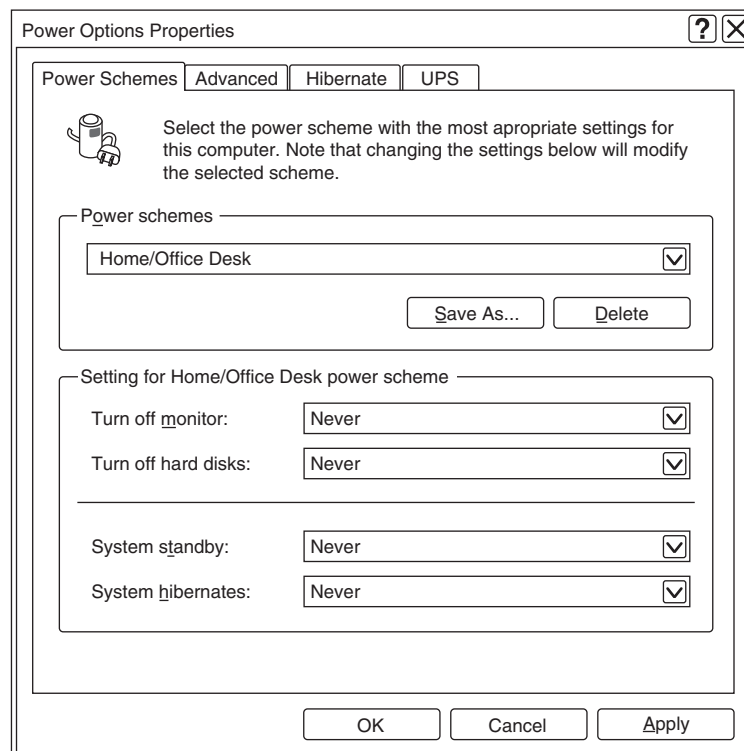 Power Options Properties
?
Power Schemes
Advanced
Hibernate
UPS
Select the power scheme with the most apropriate settings for
this computer. Note that changing the settings below will modify
the selected scheme.
Power schemes
Home/Office Desk
Save As...
Delete
Setting for Home/Office Desk power scheme
Turn off monitor: Never
Turn off hard disks: Never
System standby: Never
System hibernates: Never
OK
Cancel
Apply